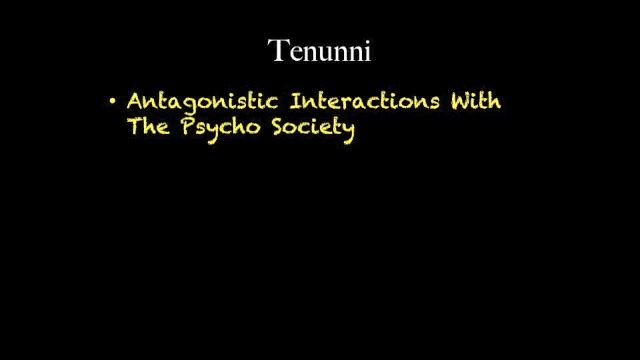 Tenunni
• Antagonistic Interactions With
The Psycho Society